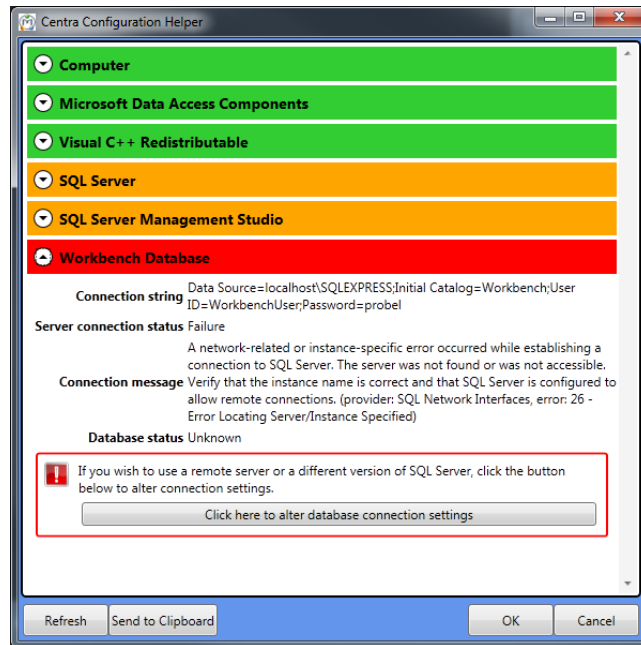 Centra Configuration Helper
Computer
Microsoft Data Access Components
Visual C++ Redistributable
SQL Server
SQL Server Management Studio
Workbench Database
Connection string Data Source=localhost\SQLEXPRESS;Initial Catalog=Workbench;User
ID=WorkbenchUser;Password=probel
Server connection status Failure
A network-related or instance-specific error occurred while establishing a
connection to SQL Server. The server was not found or was not accessible.
Connection message Verify that the instance name is correct and that SQL Server is configured to
allow remote connections. (provider: SQL Network Interfaces, error: 26 -
Error Locating Server/Instance Specified)
Database status Unknown
If you wish to use a remote server or a different version of SQL Server, click the button
below to alter connection settings.
Click here to alter database connection settings
Refresh Send to Clipboard OK Cancel